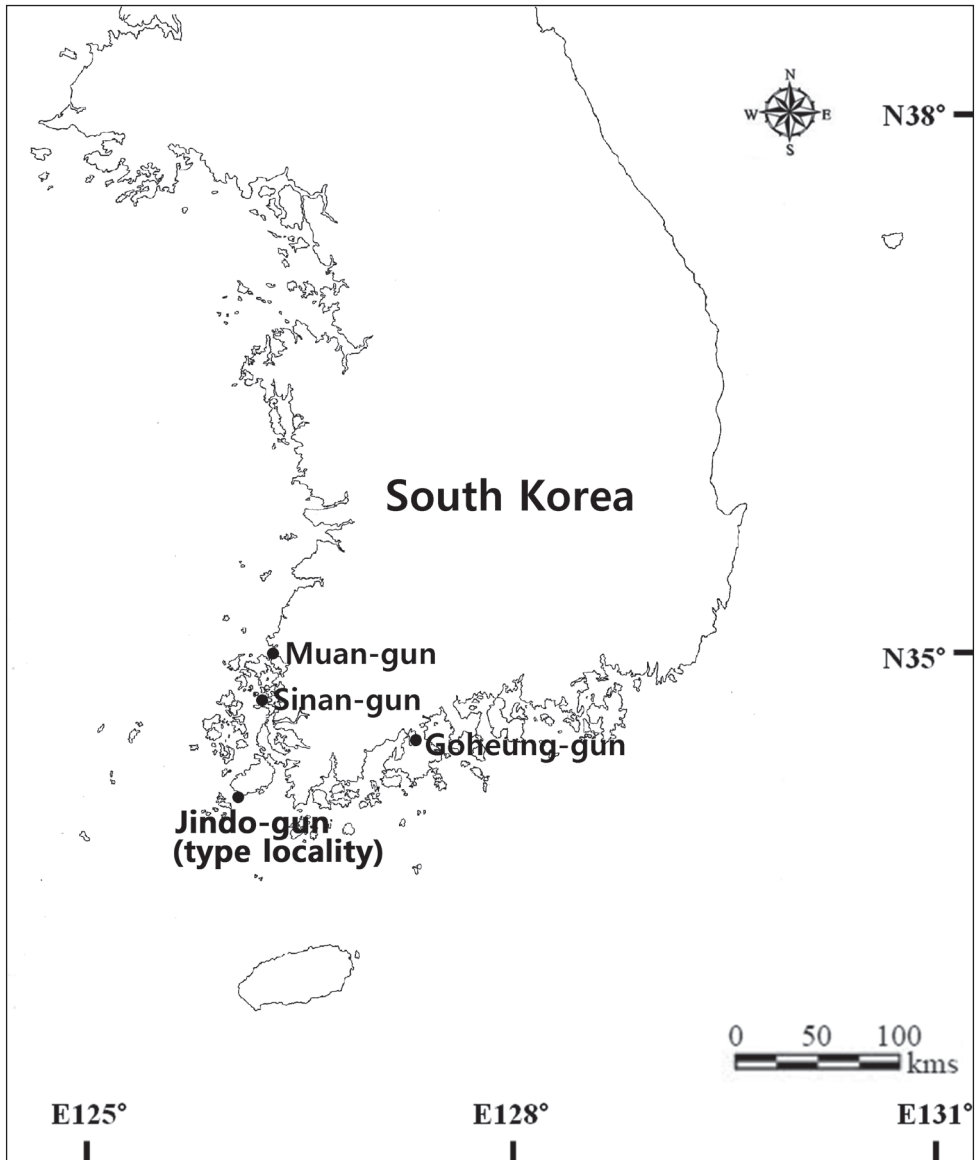 N
W E
S
N38°
South Korea
Muan-gun
N35°
Sinan-gun
Goheung-gun
Jindo-gun
(type locality)
0 50 100
kms
E125° E128° E131°